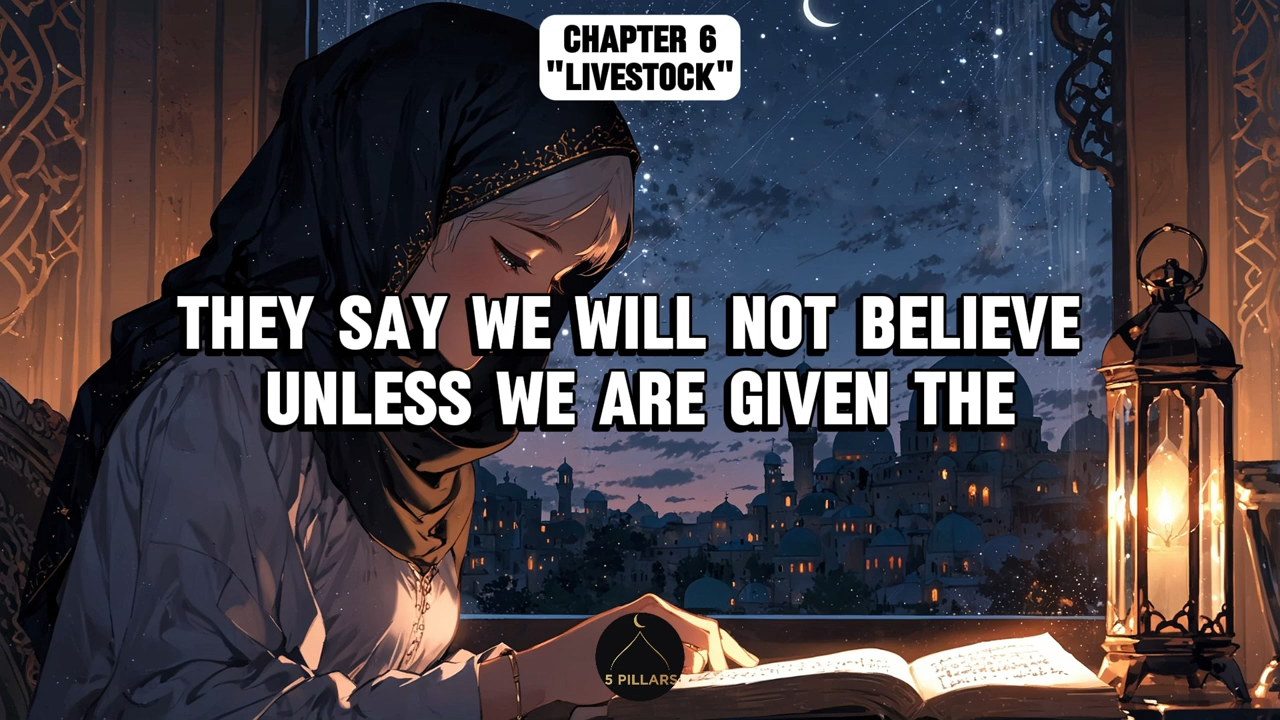 CHAPTER 6
"LIVESTOCK"
THEY SAY WE WILL NOT BELIEVE
UNLESS WE ARE GIVEN THE
5 PILLARS